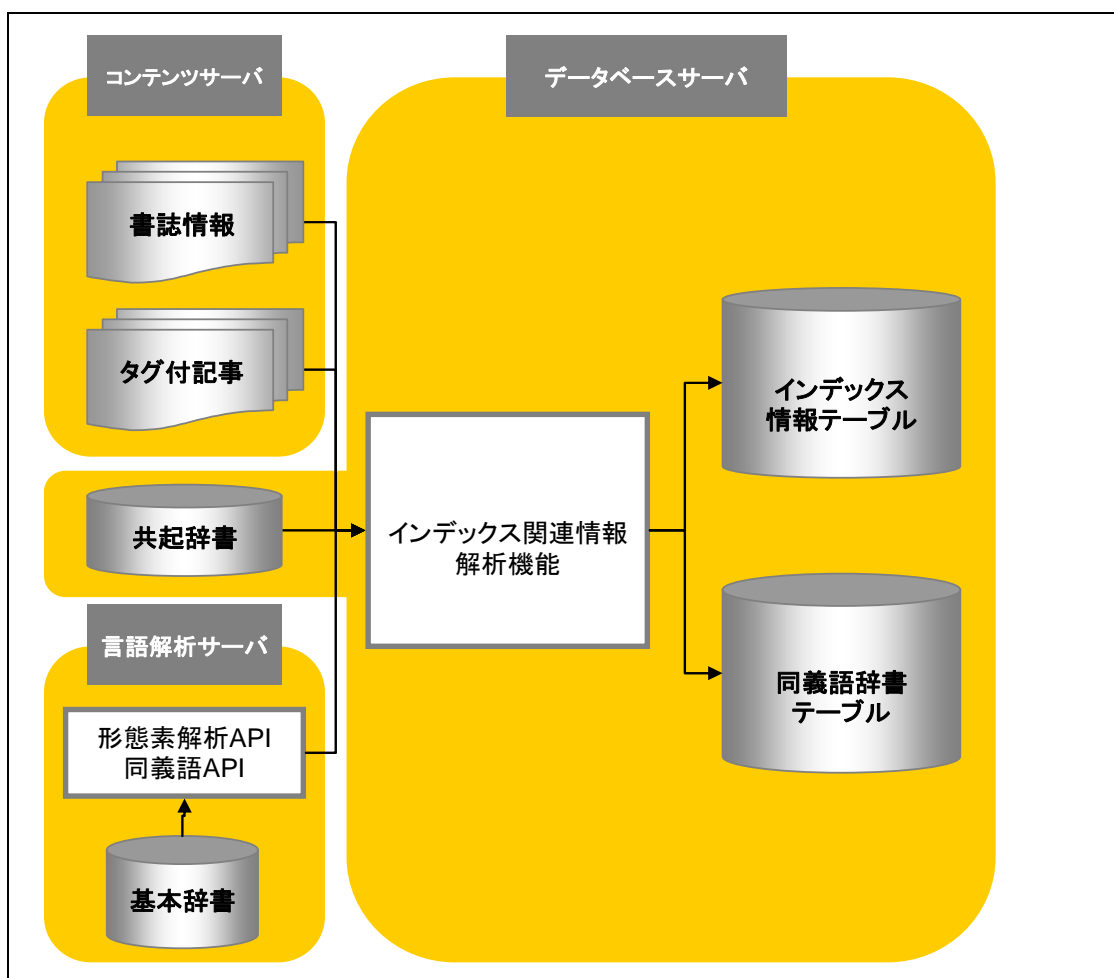 コンテンツサーバ
データベースサーバ
書誌情報
タグ付記事
共起辞書
言語解析サーバ
形態素解析API
同義語API
基本辞書
インデックス関連情報
解析機能
インデックス
情報テーブル
同義語辞書
テーブル